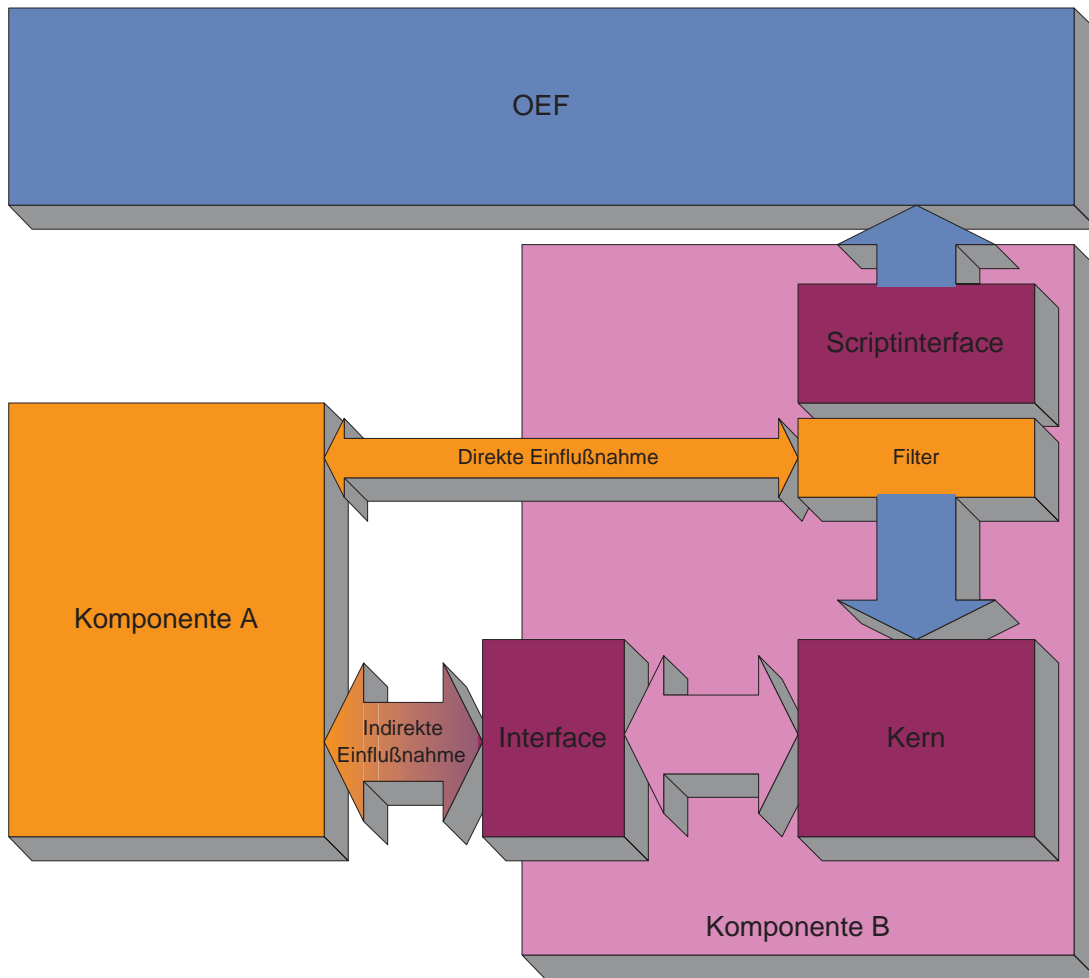 OEF
Scriptinterface
Direkte Einflußnahme
Filter
Komponente A
Indirekte
Einflußnahme
Interface
Kern
Komponente B